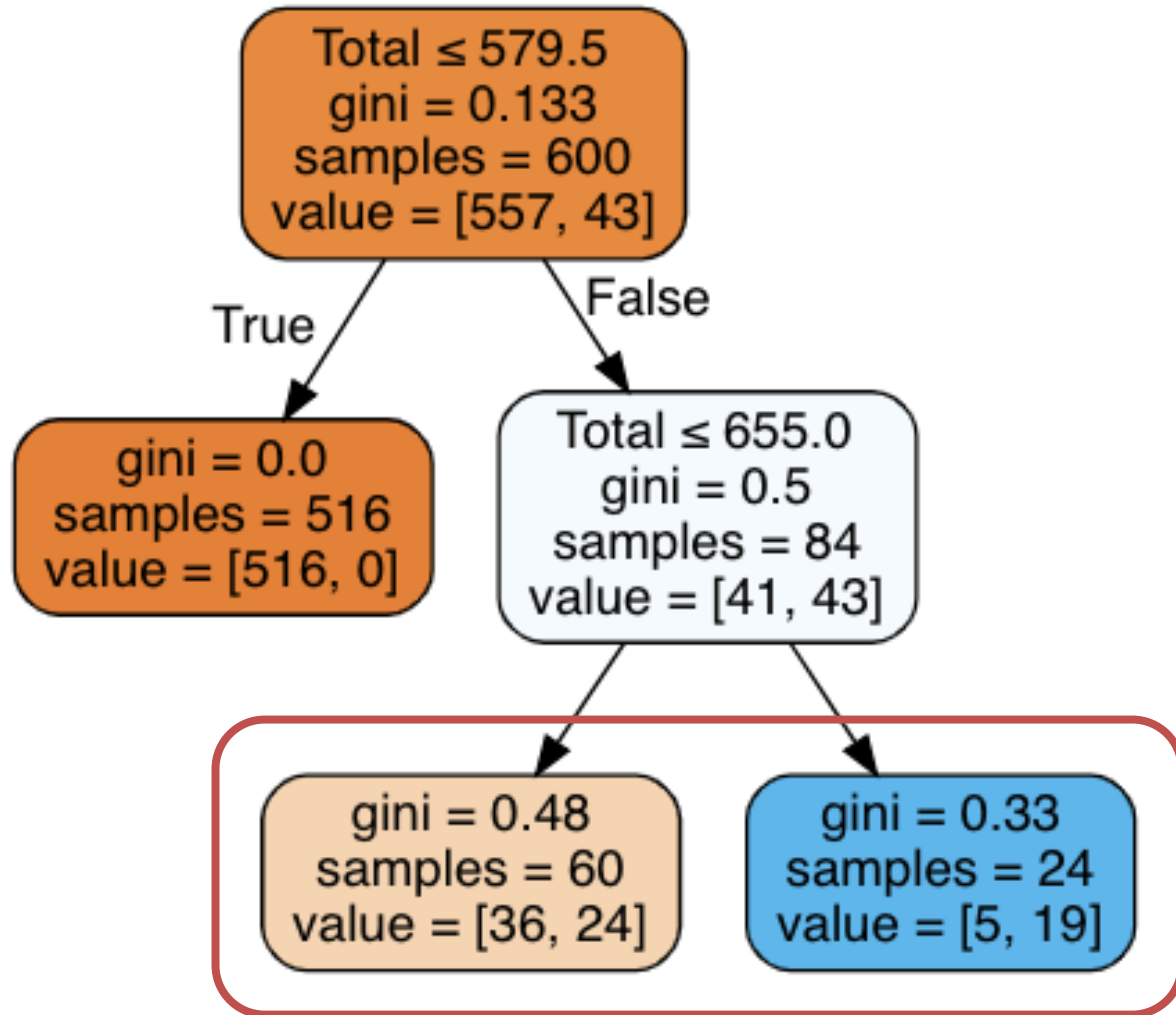 Total ≤ 579.5
gini = 0.133
samples = 600
value = [557, 43]
True
False
gini = 0.0
samples = 516
value = [516, 0]
Total ≤ 655.0
gini = 0.5
samples = 84
value = [41, 43]
gini = 0.48
samples = 60
value = [36, 24]
gini = 0.33
samples = 24
value = [5, 19]